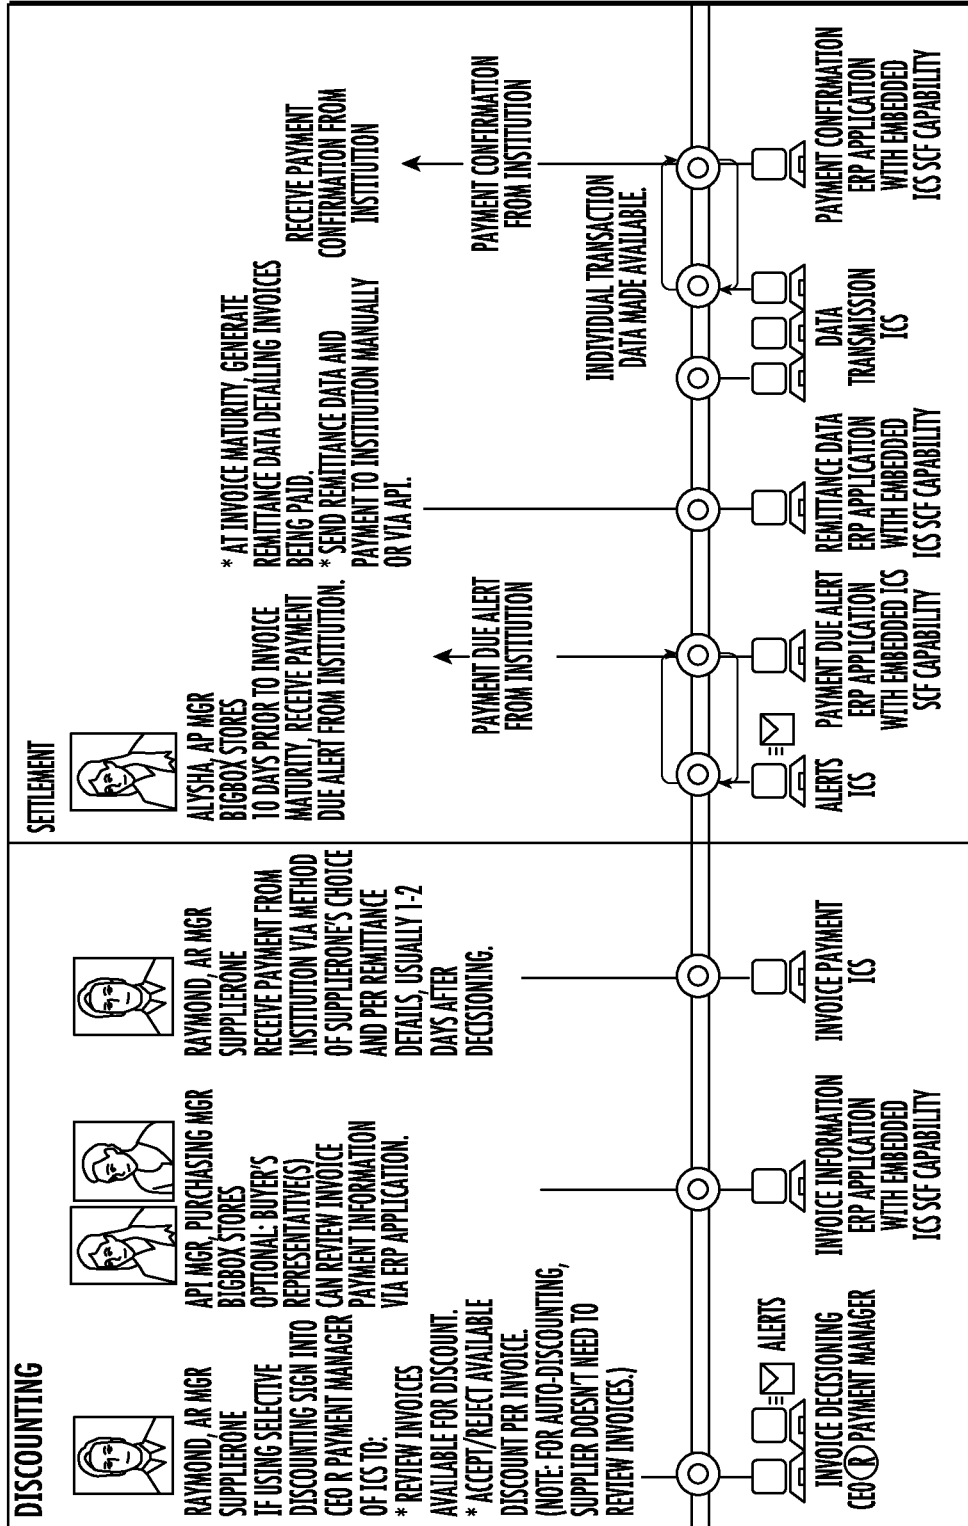 DISCOUNTING
RAYMOND, AR MGR
SUPPLIERONE
IF USING SELECTIVE
DISCOUNTING SIGN INTO
CEO R PAYMENT MANAGER
OF ICS TO:
* REVIEW INVOICES
AVAILABLE FOR DISCOUNT.
* ACCEPT/REJECT AVAILABLE
DISCOUNT PER INVOICE.
(NOTE: FOR AUTO-DISCOUNTING,
SUPPLIER DOESN'T NEED TO
REVIEW INVOICES.)
ALERTS
INVOICE DECISIONING
CEO R PAYMENT MANAGER
API MGR, PURCHASING MGR
BIGBOX STORES
OPTIONAL: BUYER'S
REPRESENTATIVE(S)
CAN REVIEW INVOICE
PAYMENT INFORMATION
VIA ERP APPLICATION.
INVOICE INFORMATION
ERP APPLICATION
WITH EMBEDDED
ICS SCF CAPABILITY
RAYMOND, AR MGR
SUPPLIERONE
RECEIVE PAYMENT FROM
INSTITUTION VIA METHOD
OF SUPPLIERONE'S CHOICE
AND PER REMITTANCE
DETAILS, USUALLY 1-2
DAYS AFTER
DECISIONING.
INVOICE PAYMENT
ICS
SETTLEMENT
ALYSHA, AP MGR
BIGBOX STORES
10 DAYS PRIOR TO INVOICE
MATURITY, RECEIVE PAYMENT
DUE ALERT FROM INSTITUTION.
PAYMENT DUE ALERT
FROM INSTITUTION
ALERTS
ICS
PAYMENT DUE ALERT
ERP APPLICATION
WITH EMBEDDED ICS
SCF CAPABILITY
* AT INVOICE MATURITY, GENERATE
REMITTANCE DATA DETAILING INVOICES
BEING PAID.
* SEND REMITTANCE DATA AND
PAYMENT TO INSTITUTION MANUALLY
OR VIA API.
REMITTANCE DATA
ERP APPLICATION
WITH EMBEDDED
ICS SCF CAPABILITY
INDIVIDUAL TRANSACTION
DATA MADE AVAILABLE.
DATA
TRANSMISSION
ICS
RECEIVE PAYMENT
CONFIRMATION FROM
INSTITUTION
PAYMENT CONFIRMATION
FROM INSTITUTION
PAYMENT CONFIRMATION
ERP APPLICATION
WITH EMBEDDED
ICS SCF CAPABILITY